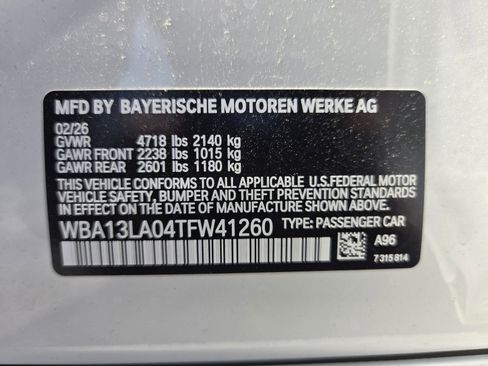 MFD BY BAYERISCHE MOTOREN WERKE AG
02/26
GVWR 4718 lbs 2140 kg
GAWR FRONT 2238 lbs 1015 kg
GAWR REAR 2601 lbs 1180 kg
THIS VEHICLE CONFORMS TO ALL APPLICABLE U.S.FEDERAL MOTOR
VEHICLE SAFETY, BUMPER AND THEFT PREVENTION STANDARDS
IN EFFECT ON THE DATE OF MANUFACTURE SHOWN ABOVE.
WBA13LA04TFW41260 TYPE: PASSENGER CAR
A96
7 315 814